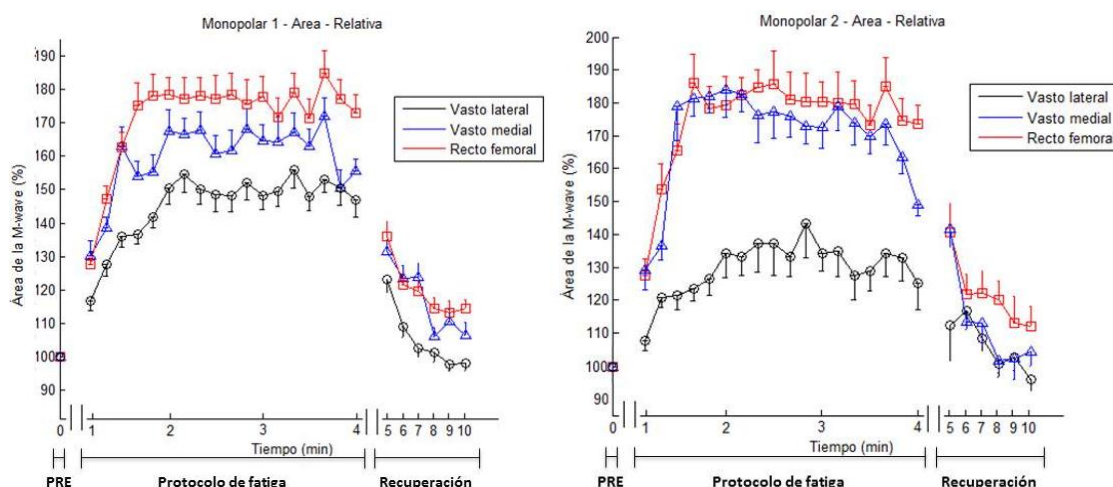 Monopolar 1 - Area - Relativa
Área de la M-wave (%)
190
180
170
160
150
140
130
120
110
100
90
Vasto lateral
Vasto medial
Recto femoral
0 1 2 3 4 5 6 7 8 9 10
Tiempo (min)
PRE Protocolo de fatiga Recuperación
Monopolar 2 - Area - Relativa
Área de la M-wave (%)
200
190
180
170
160
150
140
130
120
110
100
90
Vasto lateral
Vasto medial
Recto femoral
0 1 2 3 4 5 6 7 8 9 10
Tiempo (min)
PRE Protocolo de fatiga Recuperación